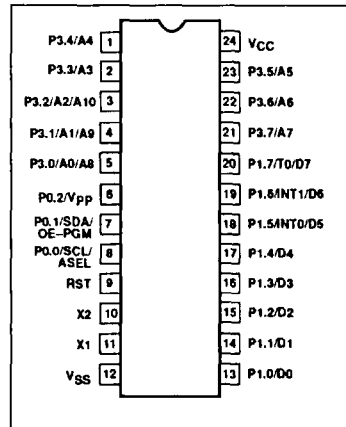 P3.4/A4 1 24 VCC
P3.3/A3 2 23 P3.5/A5
P3.2/A2/A10 3 22 P3.6/A6
P3.1/A1/A9 4 21 P3.7/A7
P3.0/A0/A8 5 20 P1.7/T0/D7
P0.2/VPP 6 19 P1.6/INT1/D6
P0.1/SDA/
OE–PGM 7 18 P1.5/INT0/D5
P0.0/SCL/
ASEL 8 17 P1.4/D4
RST 9 16 P1.3/D3
X2 10 15 P1.2/D2
X1 11 14 P1.1/D1
VSS 12 13 P1.0/D0